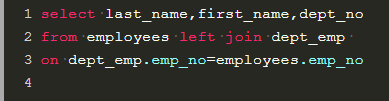 1 select last_name,first_name,dept_no
2 from employees left join dept_emp
3 on dept_emp.emp_no=employees.emp_no
4